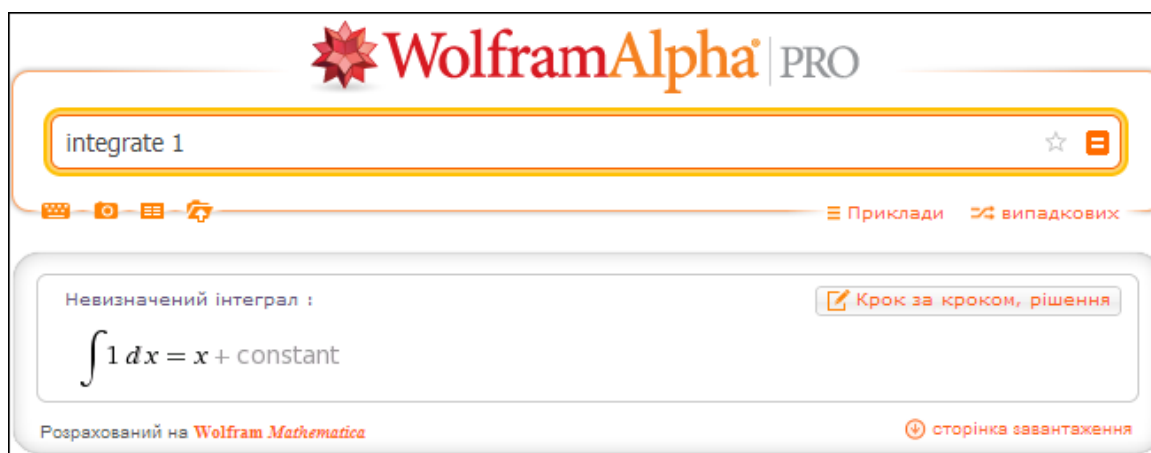 WolframAlpha PRO
integrate 1
Приклади випадкових
Невизначений інтеграл : Крок за кроком, рішення
∫1 dx = x + constant
Розрахований на Wolfram Mathematica сторінка завантаження